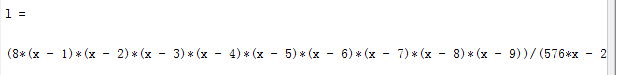 l =
(8*(x - 1)*(x - 2)*(x - 3)*(x - 4)*(x - 5)*(x - 6)*(x - 7)*(x - 8)*(x - 9))/(576*x - 2